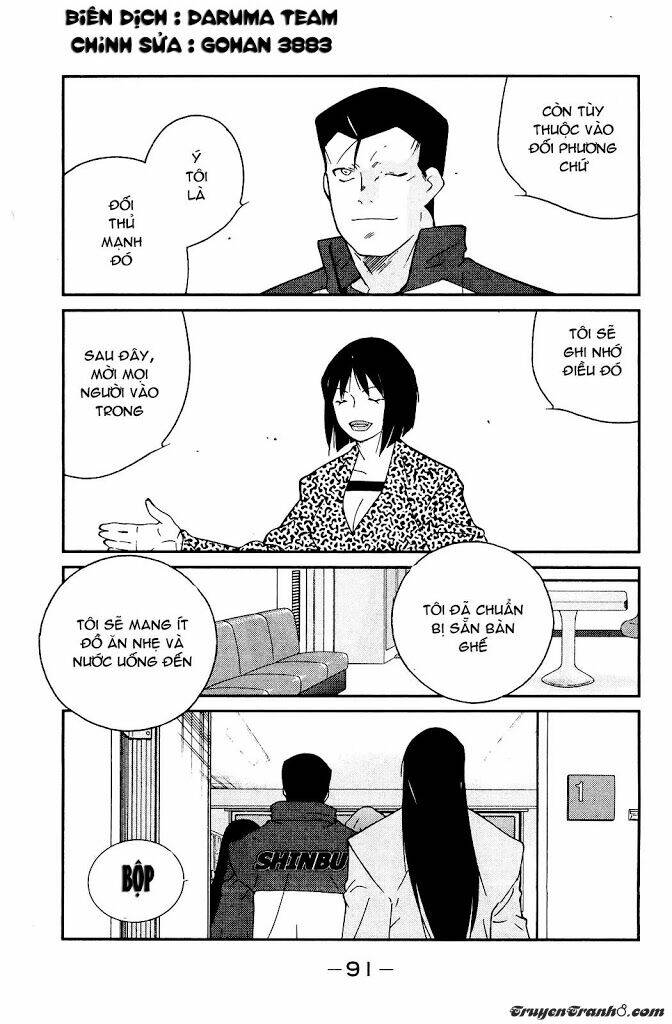 BIÊN DỊCH : DARUMA TEAM
CHỈNH SỬA : GOHAN 3883
CÒN TÙY
THUỘC VÀO
ĐỐI PHƯƠNG
CHỨ
Ý
TÔI
LÀ
ĐỐI
THỦ
MẠNH
ĐÓ
TÔI SẼ
GHI NHỚ
ĐIỀU ĐÓ
SAU ĐÂY,
MỜI MỌI
NGƯỜI VÀO
TRONG
TÔI ĐÃ CHUẨN
BỊ SẴN BÀN
GHẾ
TÔI SẼ MANG ÍT
ĐỒ ĂN NHẸ VÀ
NƯỚC UỐNG ĐẾN
1
SHINBU
BỘP
-91-
TruyenTranh8.com